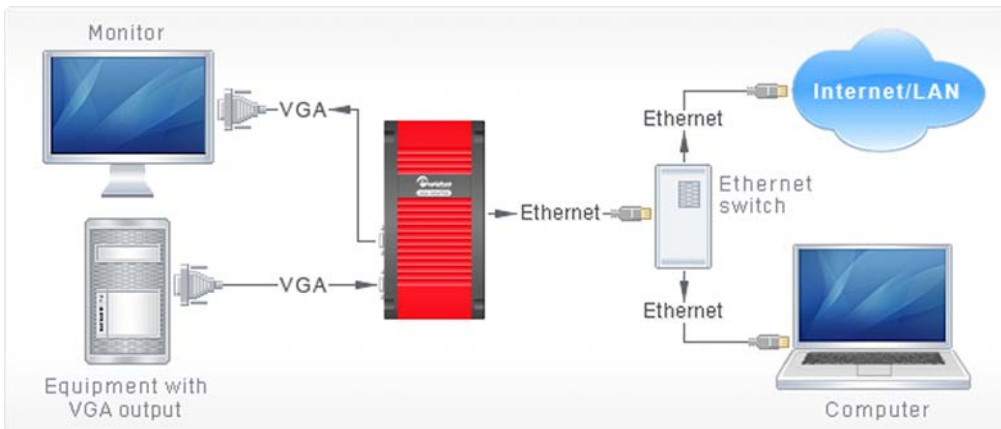 Monitor
VGA
Internet/LAN
Ethernet
Ethernet
switch
Ethernet
VGA
Ethernet
Equipment with
VGA output
Computer